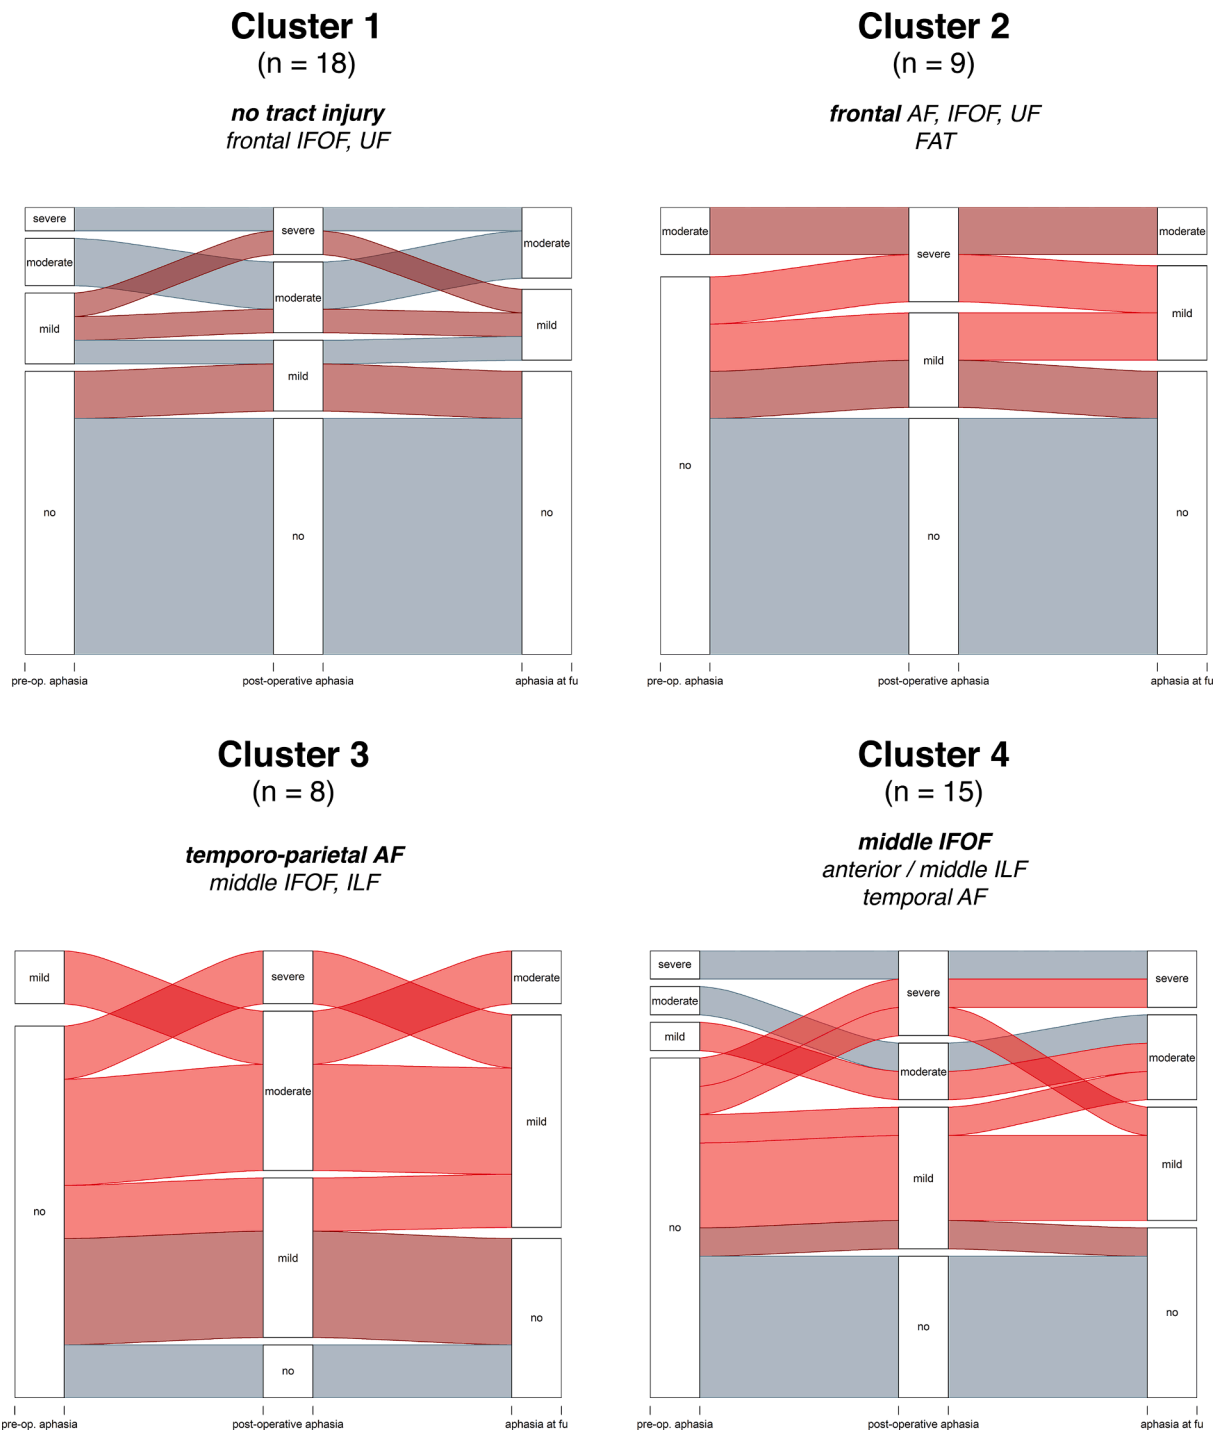 Cluster 1
(n = 18)
no tract injury
frontal IFOF, UF
severe
moderate
mild
no
severe
moderate
mild
no
moderate
mild
no
pre-op. aphasia
post-operative aphasia
aphasia at fu
Cluster 2
(n = 9)
frontal AF, IFOF, UF
FAT
moderate
no
severe
mild
no
moderate
mild
no
pre-op. aphasia
post-operative aphasia
aphasia at fu
Cluster 3
(n = 8)
temporo-parietal AF
middle IFOF, ILF
mild
no
severe
moderate
mild
no
moderate
mild
no
pre-op. aphasia
post-operative aphasia
aphasia at fu
Cluster 4
(n = 15)
middle IFOF
anterior / middle ILF
temporal AF
severe
moderate
mild
no
severe
moderate
mild
no
severe
moderate
mild
no
pre-op. aphasia
post-operative aphasia
aphasia at fu